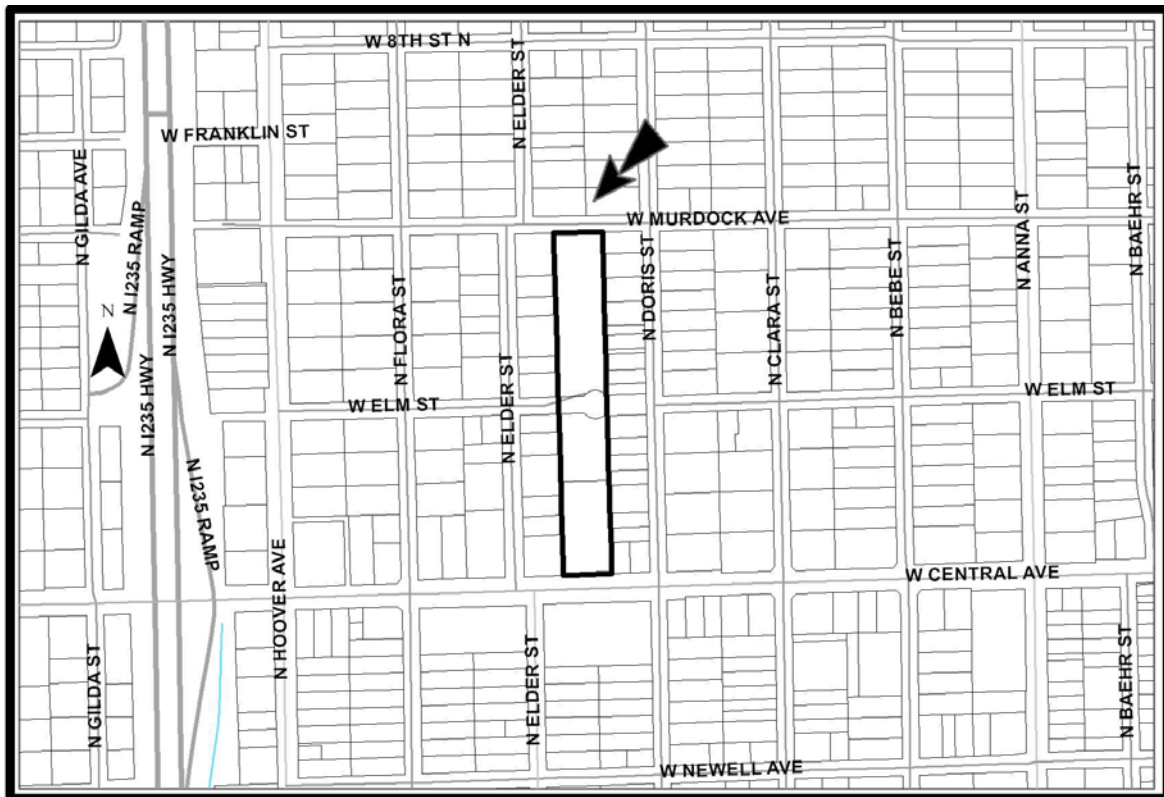 W 8TH ST N
N ELDER ST
W FRANKLIN ST
N GILDA AVE
N I235 RAMP
N I235 HWY
W MURDOCK AVE
N DORIS ST
N ANNA ST
N BAEHR ST
N BEBE ST
N CLARA ST
N FLORA ST
Z
N I235 HWY
N ELDER ST
W ELM ST
W ELM ST
N I235 RAMP
N HOOVER AVE
W CENTRAL AVE
N GILDA ST
N ELDER ST
N BAEHR ST
W NEWELL AVE